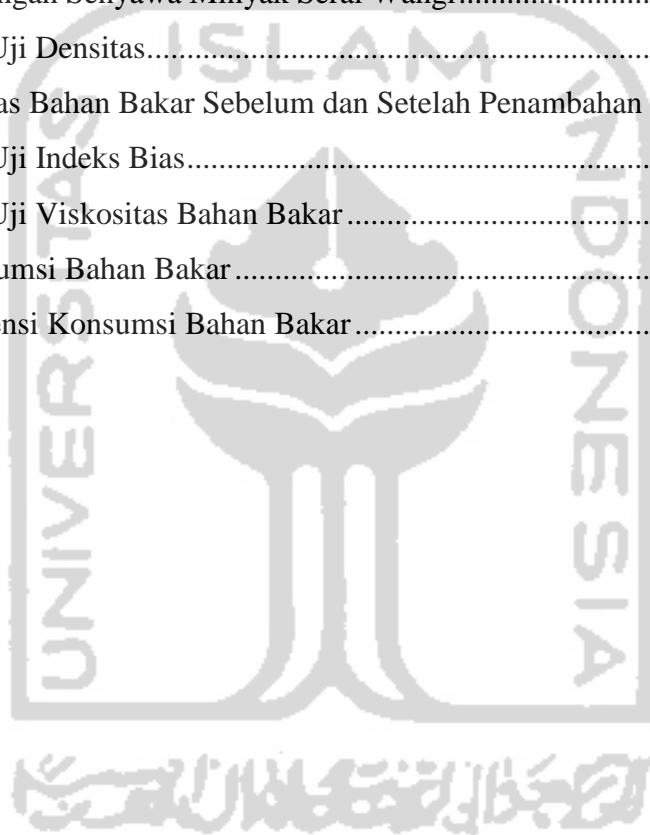 ngan Senyawa Minyak Serai Wangi......................
Uji Densitas...............................................................
as Bahan Bakar Sebelum dan Setelah Penambahan
Uji Indeks Bias..........................................................
Uji Viskositas Bahan Bakar......................................
umsi Bahan Bakar....................................................
ensi Konsumsi Bahan Bakar.....................................
ISLAM
UNIVERSITAS
INDONESIA